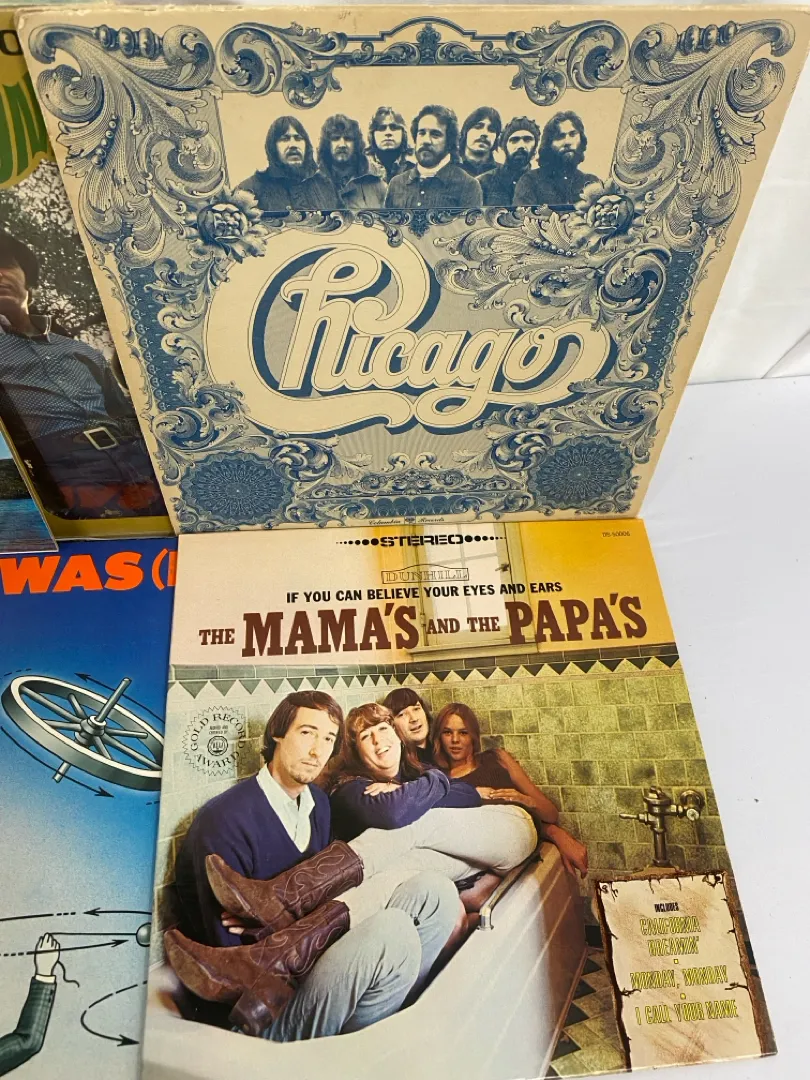 Chicago
Columbia Records
WAS (
STEREO
DS-50006
DUNHILL
IF YOU CAN BELIEVE YOUR EYES AND EARS
THE MAMA'S AND THE PAPA'S
GOLD RECORD
AWARD
INCLUDES
CALIFORNIA
DREAMIN'
MONDAY, MONDAY
I CALL YOUR NAME